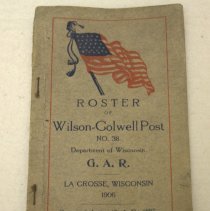 ROSTER
OF
Wilson-Colwell Post
NO. 38
Department of Wisconsin
G. A. R.
LA CROSSE, WISCONSIN
1906